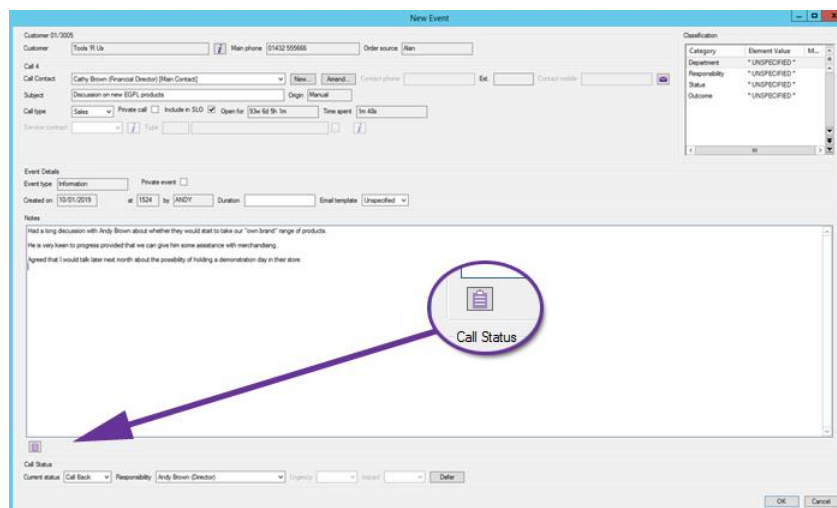 New Event
Customer 01/3005
Customer Tools 'R Us i Main phone 01432 555666 Order source Alan
Call 4
Call Contact Cathy Brown (Financial Director) [Main Contact] New... Amend... Contact phone Ext. Contact mobile
Subject Discussion on new EGFL products Origin Manual
Call type Sales Private call Include in SLO Open for 93w 6d 5h 1m Time spent 1m 48s
Service contract i Type i
Classification
Category Element Value M...
Department * UNSPECIFIED *
Responsibility * UNSPECIFIED *
Status * UNSPECIFIED *
Outcome * UNSPECIFIED *
Event Details
Event type Information Private event
Created on 10/01/2019 at 1524 by ANDY Duration Email template Unspecified
Notes
Had a long discussion with Andy Brown about whether they would start to take our "own brand" range of products.
He is very keen to progress provided that we can give him some assistance with merchandising.
Agreed that I would talk later next month about the possibility of holding a demonstration day in their store
Call Status
Call Status
Current status Call Back Responsibility Andy Brown (Director) Urgency Impact Defer
OK Cancel